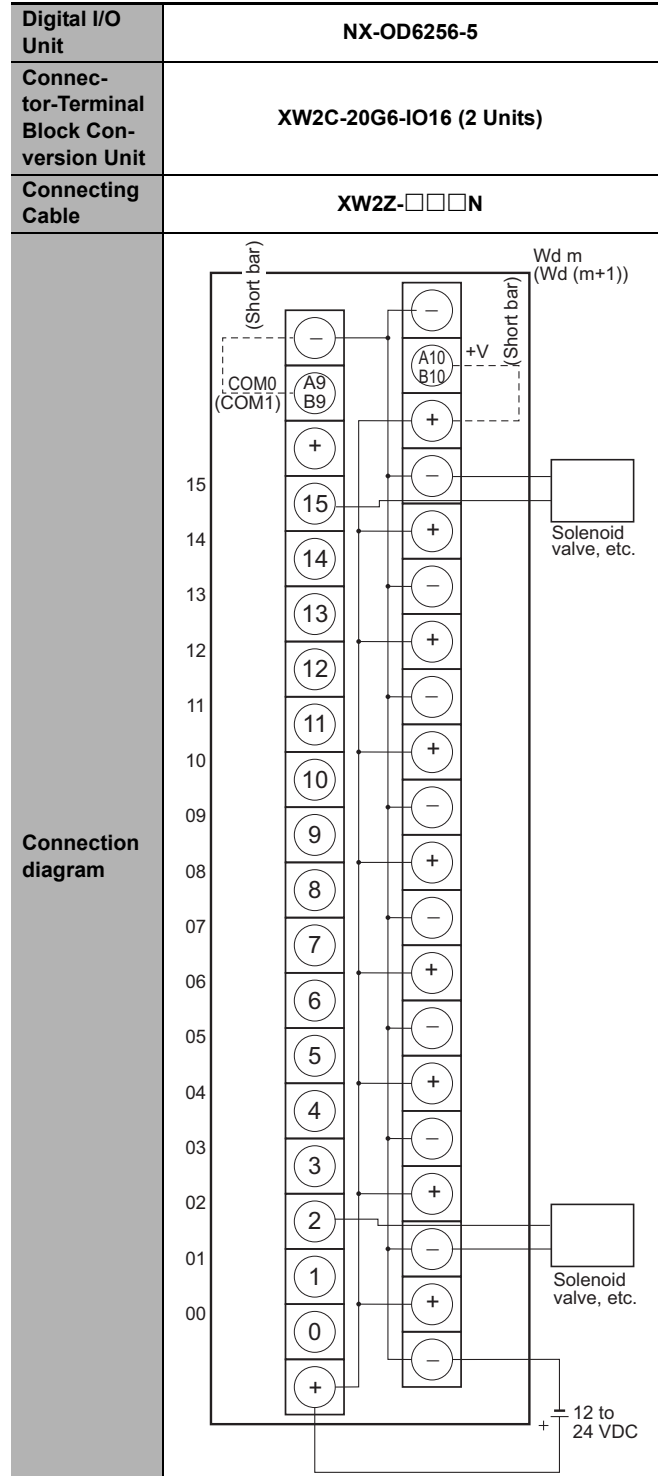 Digital I/O
Unit
NX-OD6256-5
Connec-
tor-Terminal
Block Con-
version Unit
XW2C-20G6-IO16 (2 Units)
Connecting
Cable
XW2Z-□□□N
Connection
diagram
Wd m
(Wd (m+1))
(Short bar)
(Short bar)
−
COM0
(COM1)
A9
B9
+
15
15
14
14
13
13
12
12
11
11
10
10
09
9
08
8
07
7
06
6
05
5
04
4
03
3
02
2
01
1
00
0
+
−
A10
B10
+V
+
−
+
−
+
−
+
−
+
−
+
−
+
−
+
−
+
−
Solenoid
valve, etc.
Solenoid
valve, etc.
+
12 to
24 VDC